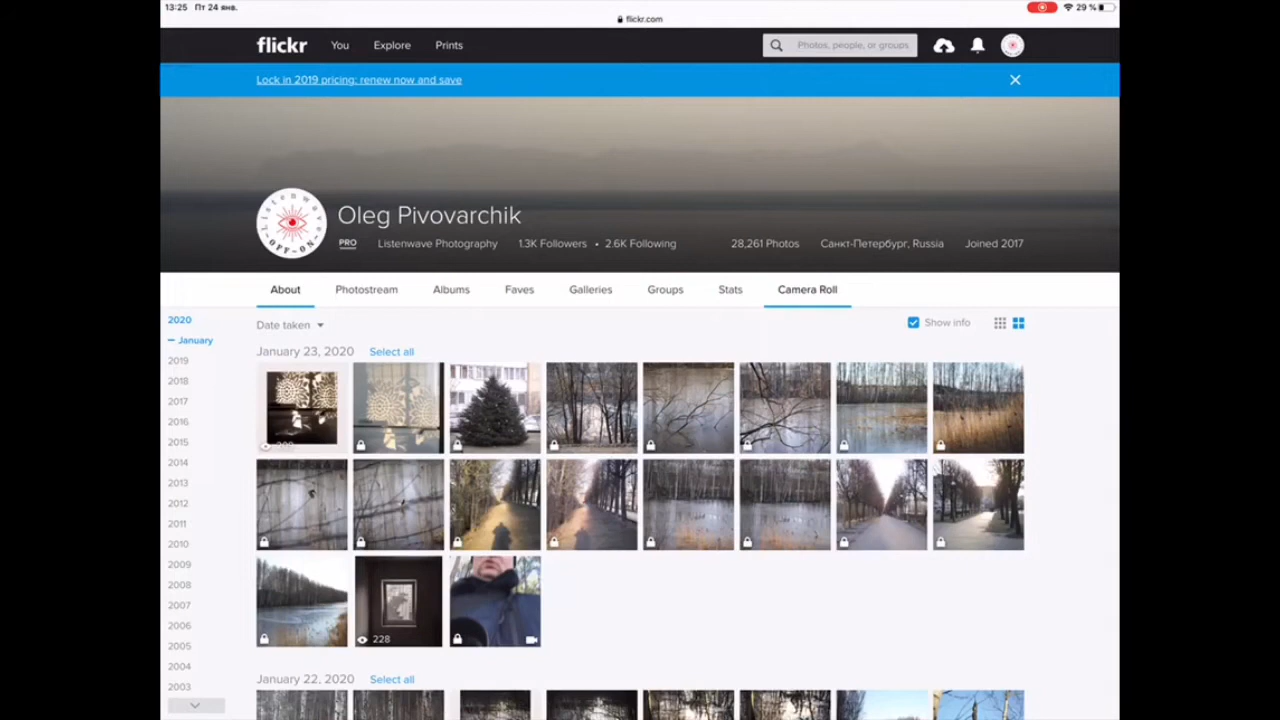 13:25 Пт 24 янв.
29 %
flickr.com
flickr You Explore Prints
Photos, people, or groups
Lock in 2019 pricing: renew now and save
Listenwave
OFF-ON
Oleg Pivovarchik
PRO Listenwave Photography 1.3K Followers • 2.6K Following 28,261 Photos Санкт-Петербург, Russia Joined 2017
About Photostream Albums Faves Galleries Groups Stats Camera Roll
2020
January
2019
2018
2017
2016
2015
2014
2013
2012
2011
2010
2009
2008
2007
2006
2005
2004
2003
Date taken
Show info
January 23, 2020 Select all
228
January 22, 2020 Select all